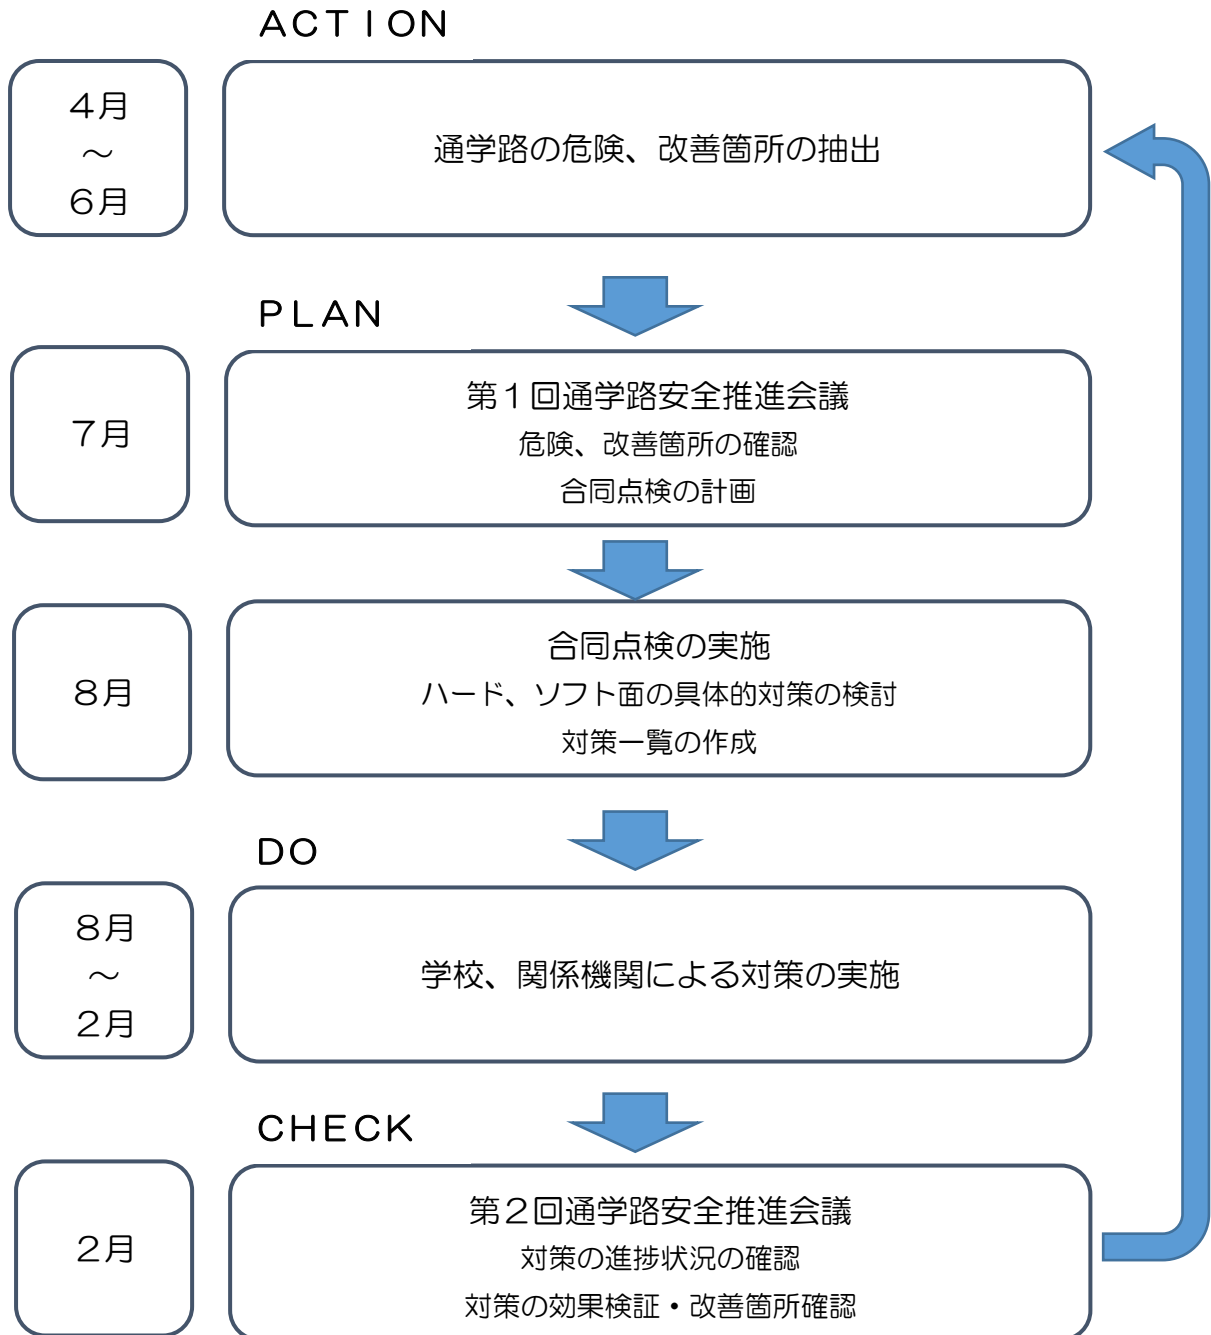 ACTION
4月
～
6月
通学路の危険、改善箇所の抽出
PLAN
7月
第1回通学路安全推進会議
危険、改善箇所の確認
合同点検の計画
8月
合同点検の実施
ハード、ソフト面の具体的対策の検討
対策一覧の作成
DO
8月
～
2月
学校、関係機関による対策の実施
CHECK
2月
第2回通学路安全推進会議
対策の進捗状況の確認
対策の効果検証・改善箇所確認